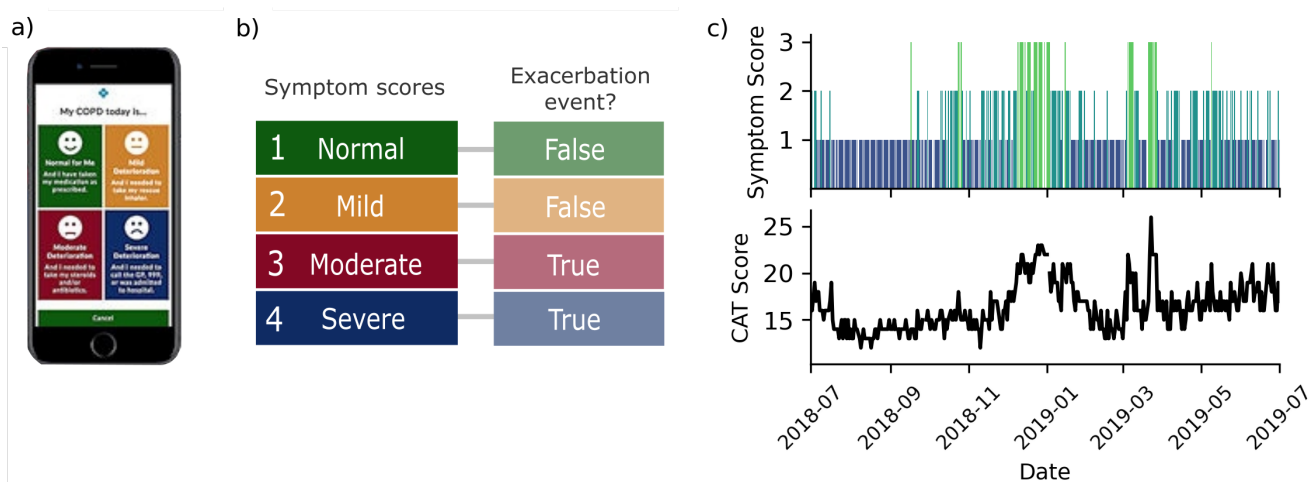 a)
My COPD today is...
Normal for Me
And I have taken
my medication as
prescribed.
Mild
Deterioration
And I needed to
take my rescue
inhaler.
Moderate
Deterioration
And I needed to
take my steroids
and/or
antibiotics.
Severe
Deterioration
And I needed to
call the GP, 999,
or was admitted
to hospital.
Cancel
b)
Symptom scores
Exacerbation
event?
1 Normal False
2 Mild False
3 Moderate True
4 Severe True
c)
Symptom Score
3
2
1
CAT Score
25
20
15
2018-07
2018-09
2018-11
2019-01
2019-03
2019-05
2019-07
Date